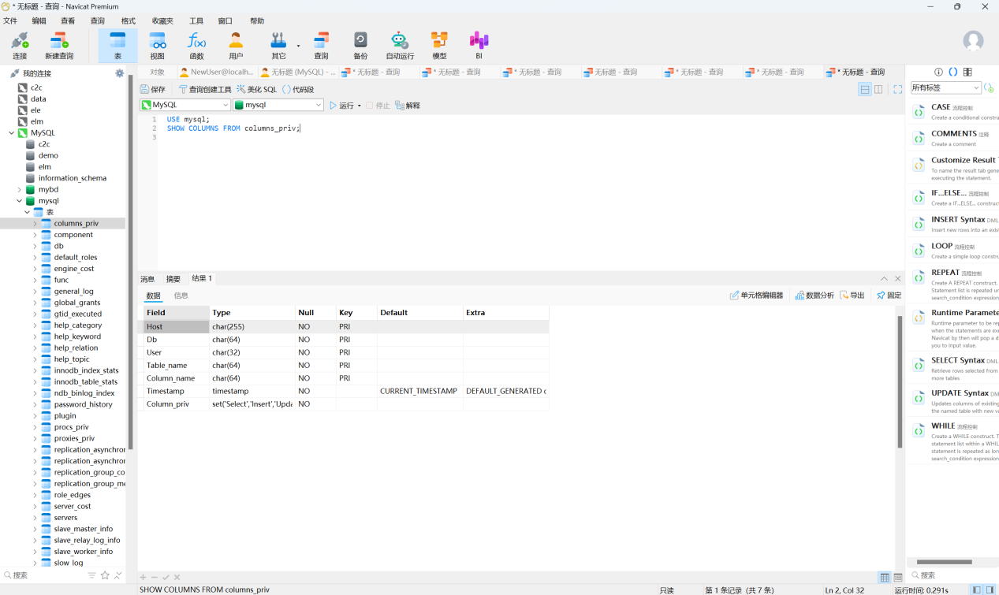 * 无标题 - 查询 - Navicat Premium
文件 编辑 查看 查询 格式 收藏夹 工具 窗口 帮助
连接 新建查询 表 视图 函数 用户 其它 查询 备份 自动运行 模型 BI
我的连接
c2c
data
ele
elm
MySQL
c2c
demo
elm
information_schema
mybd
mysql
表
columns_priv
component
db
default_roles
engine_cost
func
general_log
global_grants
gtid_executed
help_category
help_keyword
help_relation
help_topic
innodb_index_stats
innodb_table_stats
ndb_binlog_index
password_history
plugin
procs_priv
proxies_priv
replication_asynchror
replication_asynchror
replication_group_co
replication_group_me
role_edges
server_cost
servers
slave_master_info
slave_relay_log_info
slave_worker_info
slow_log
搜索
对象 NewUser@localh... 无标题 (MySQL) - ... * 无标题 - 查询 * 无标题 - 查询 * 无标题 - 查询 无标题 - 查询 * 无标题 - 查询 * 无标题 - 查询 * 无标题 - 查询
保存 查询创建工具 美化 SQL () 代码段
MySQL mysql 运行 停止 解释
1 USE mysql;
2 SHOW COLUMNS FROM columns_priv;
3
消息 摘要 结果 1
数据 信息 单元格编辑器 数据分析 导出 固定
Field Type Null Key Default Extra
Host char(255) NO PRI
Db char(64) NO PRI
User char(32) NO PRI
Table_name char(64) NO PRI
Column_name char(64) NO PRI
Timestamp timestamp NO CURRENT_TIMESTAMP DEFAULT_GENERATED o
Column_priv set('Select','Insert','Upda NO
SHOW COLUMNS FROM columns_priv 只读 第 1 条记录 (共 7 条) Ln 2, Col 32 运行时间: 0.291s
所有标签
CASE 流程控制
Create a conditional constru
COMMENTS 注释
Create a comment
Customize Result
To name the result tab gene
executing the statement.
IF...ELSE... 流程控制
Create a IF...ELSE... construct
INSERT Syntax DML
Insert new rows into an exis
LOOP 流程控制
Create a simple loop constru
REPEAT 流程控制
Create A REPEAT construct.
Statement list is repeated un
search_condition expression
Runtime Paramete
Runtime parameter to be rep
when the statements are exe
Navicat by then will pop a d
you to input value.
SELECT Syntax DML
Retrieve rows selected from
more tables
UPDATE Syntax DM
Updates columns of existing
the named table with new va
WHILE 流程控制
Create a WHILE construct. T
statement list within a WHIL
statement is repeated as lon
search_condition expression
搜索